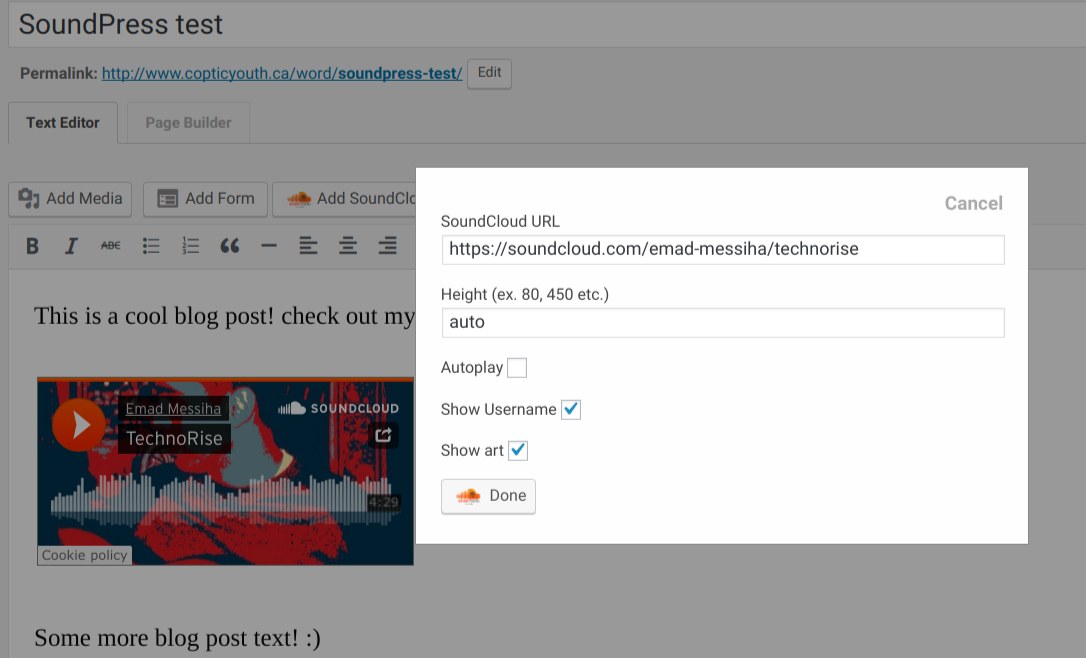 SoundPress test
Permalink: http://www.copticyouth.ca/word/soundpress-test/ Edit
Text Editor Page Builder
Add Media Add Form Add SoundClo
B I ABC
This is a cool blog post! check out my
Emad Messiha
SOUNDCLOUD
TechnoRise
4:29
Cookie policy
Some more blog post text! :)
Cancel
SoundCloud URL
https://soundcloud.com/emad-messiha/technorise
Height (ex. 80, 450 etc.)
auto
Autoplay
Show Username
Show art
Done